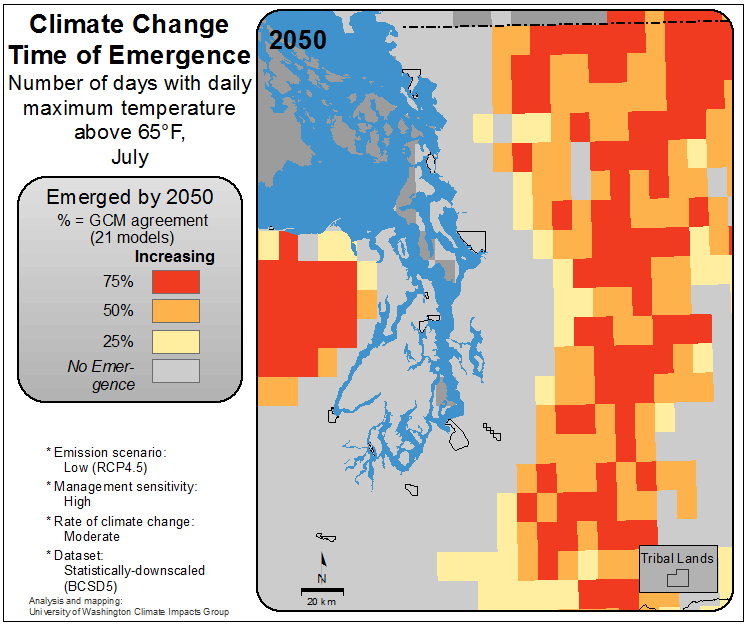 Climate Change
Time of Emergence
Number of days with daily
maximum temperature
above 65°F,
July
Emerged by 2050
% = GCM agreement
(21 models)
Increasing
75%
50%
25%
No Emer-
gence
* Emission scenario:
Low (RCP4.5)
* Management sensitivity:
High
* Rate of climate change:
Moderate
* Dataset:
Statistically-downscaled
(BCSD5)
Analysis and mapping:
University of Washington Climate Impacts Group
2050
N
20 km
Tribal Lands